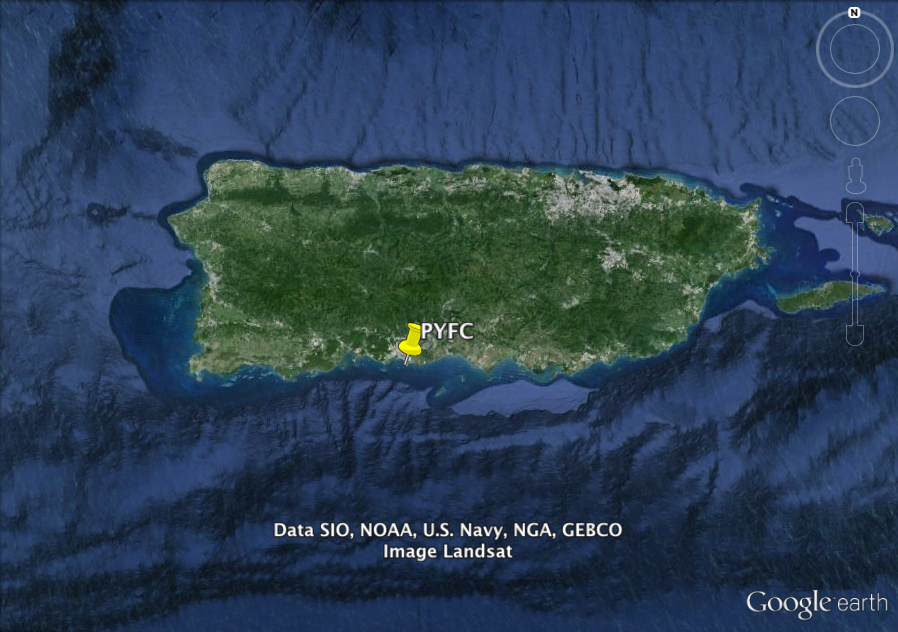 N
PYFC
Data SIO, NOAA, U.S. Navy, NGA, GEBCO
Image Landsat
Google earth